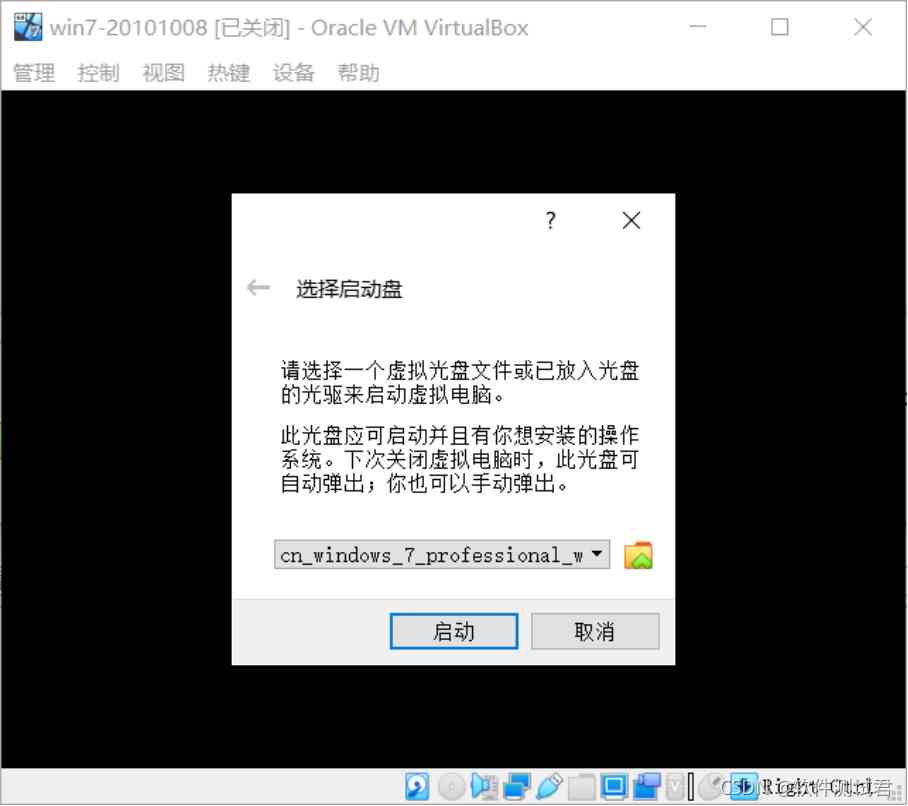 win7-20101008 [已关闭] - Oracle VM VirtualBox
管理 控制 视图 热键 设备 帮助
?
选择启动盘
请选择一个虚拟光盘文件或已放入光盘
的光驱来启动虚拟电脑。
此光盘应可启动并且有你想安装的操作
系统。下次关闭虚拟电脑时，此光盘可
自动弹出；你也可以手动弹出。
cn_windows_7_professional_w
启动 取消
Right Ctrl
CSDN @软件测试君